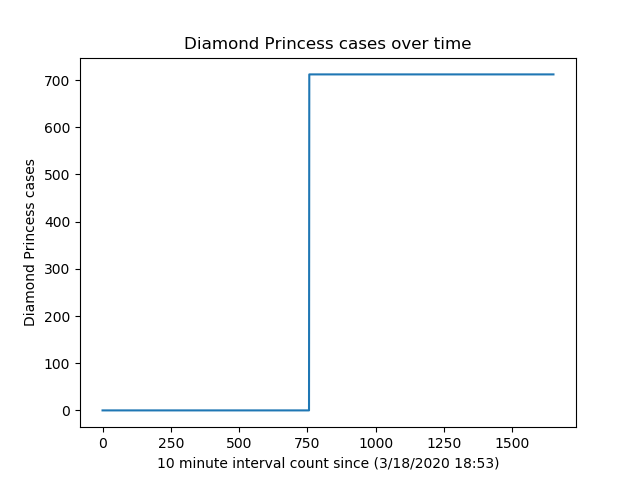 Diamond Princess cases over time
Diamond Princess cases
700
600
500
400
300
200
100
0
0 250 500 750 1000 1250 1500
10 minute interval count since (3/18/2020 18:53)